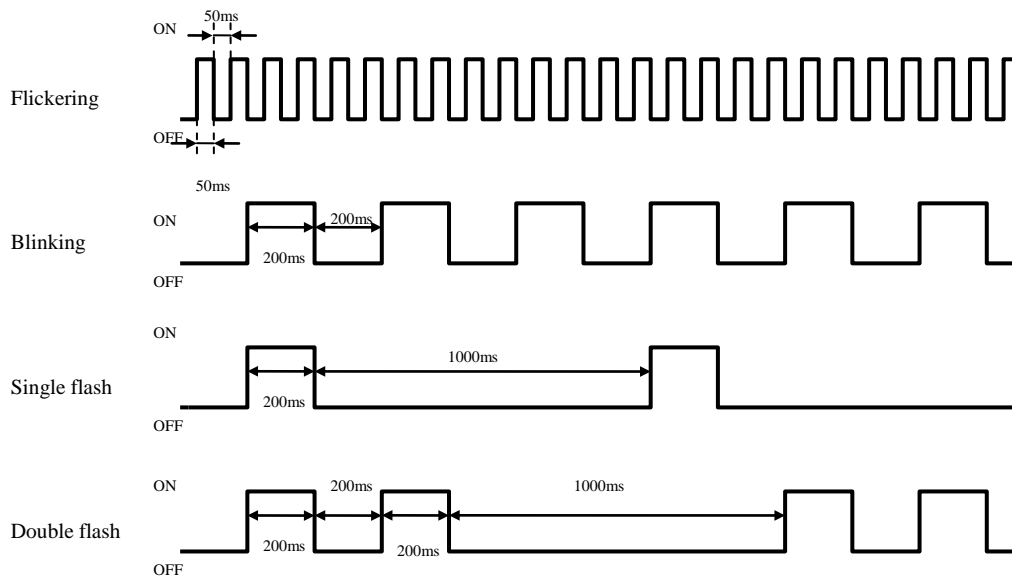 50ms
ON
Flickering
OFF
50ms
ON
200ms
Blinking
200ms
OFF
ON
1000ms
Single flash
200ms
OFF
ON
200ms
1000ms
Double flash
200ms
200ms
OFF